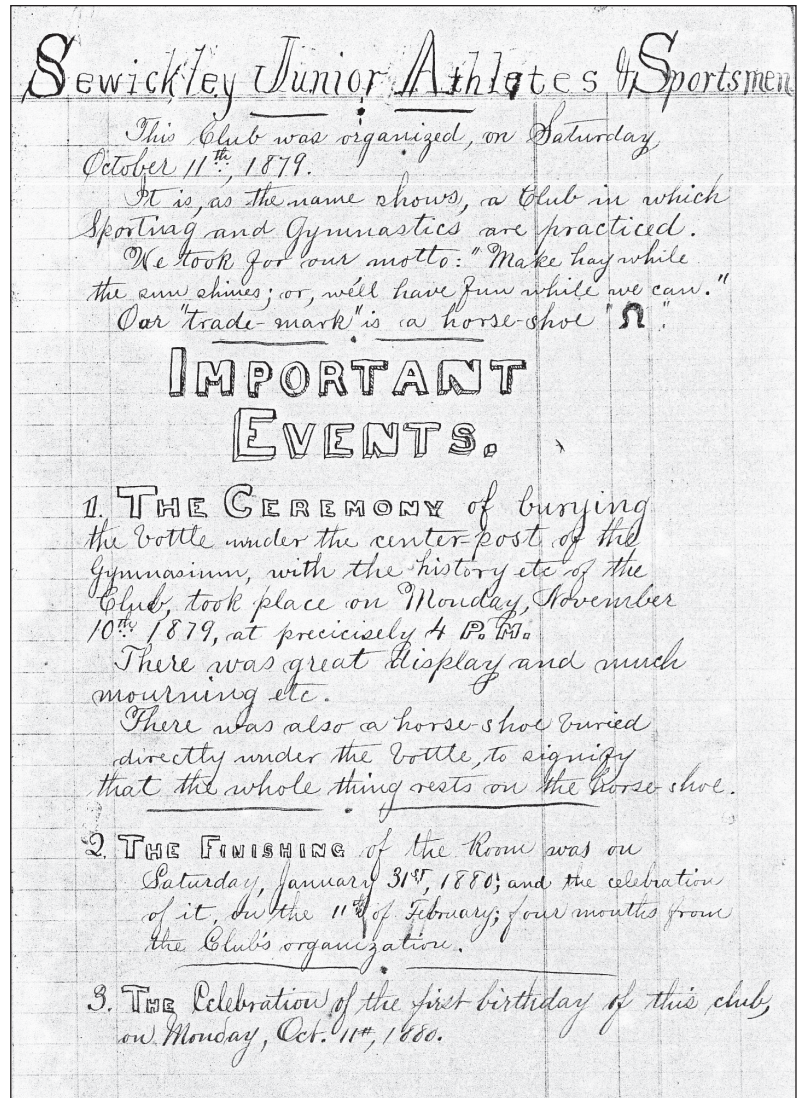 Sewickley Junior Athletes & Sportsmen
This Club was organized, on Saturday,
October 11th, 1879.
It is, as the name shows, a Club in which
Sporting and Gymnastics are practiced.
We took for our motto: "Make hay while
the sun shines; or, we'll have fun while we can."
Our "trade-mark" is a horse-shoe "Ω".
IMPORTANT
EVENTS.
1. THE CEREMONY of burying
the bottle under the center-post of the
Gymnasium, with the history etc of the
Club, took place on Monday, November
10th 1879, at precicisely 4 P.M.
There was great display and much
mourning etc.
There was also a horse-shoe buried
directly under the bottle, to signify
that the whole thing rests on the horse-shoe.
2. THE FINISHING of the Room was on
Saturday, January 31st, 1880; and the celebration
of it, on the 11th of February; four months from
the Club's organization.
3. THE Celebration of the first birthday of this club,
on Monday, Oct. 11th, 1880.